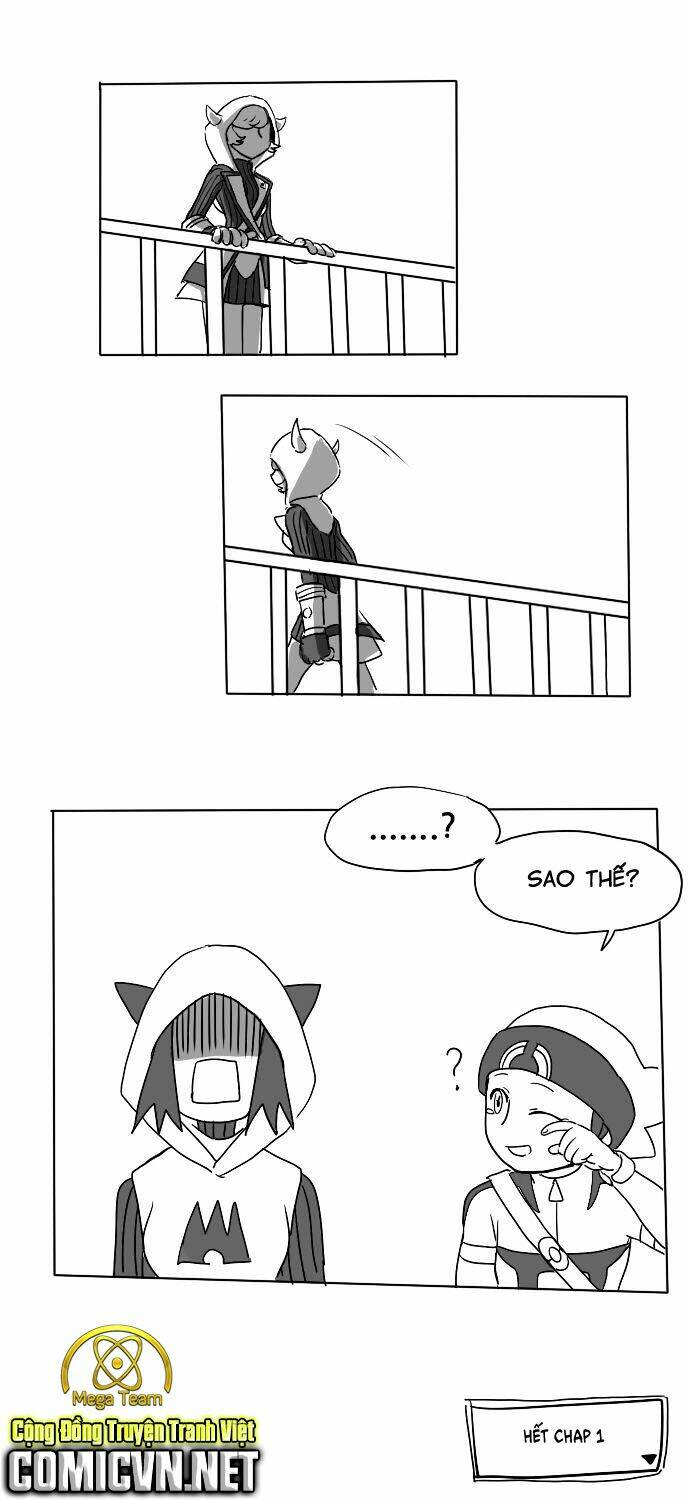 .......?
SAO THẾ?
?
Mega Team
Cộng Đồng Truyện Tranh Việt
COMICVN.NET
HẾT CHAP 1